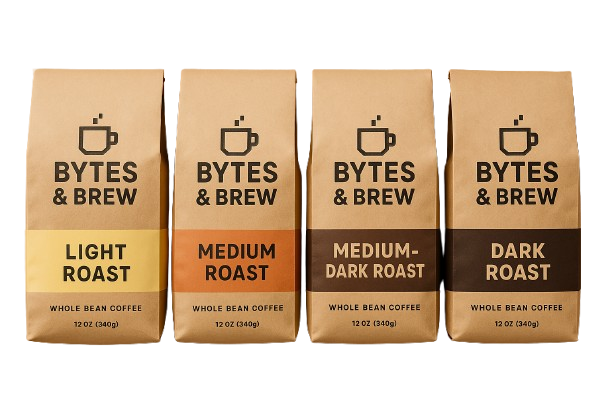 BYTES
& BREW
LIGHT
ROAST
WHOLE BEAN COFFEE
12 OZ (340g)
BYTES
& BREW
MEDIUM
ROAST
WHOLE BEAN COFFEE
12 OZ (340g)
BYTES
& BREW
MEDIUM-
DARK ROAST
WHOLE BEAN COFFEE
12 OZ (340g)
BYTES
& BREW
DARK
ROAST
WHOLE BEAN COFFEE
12 OZ (340g)